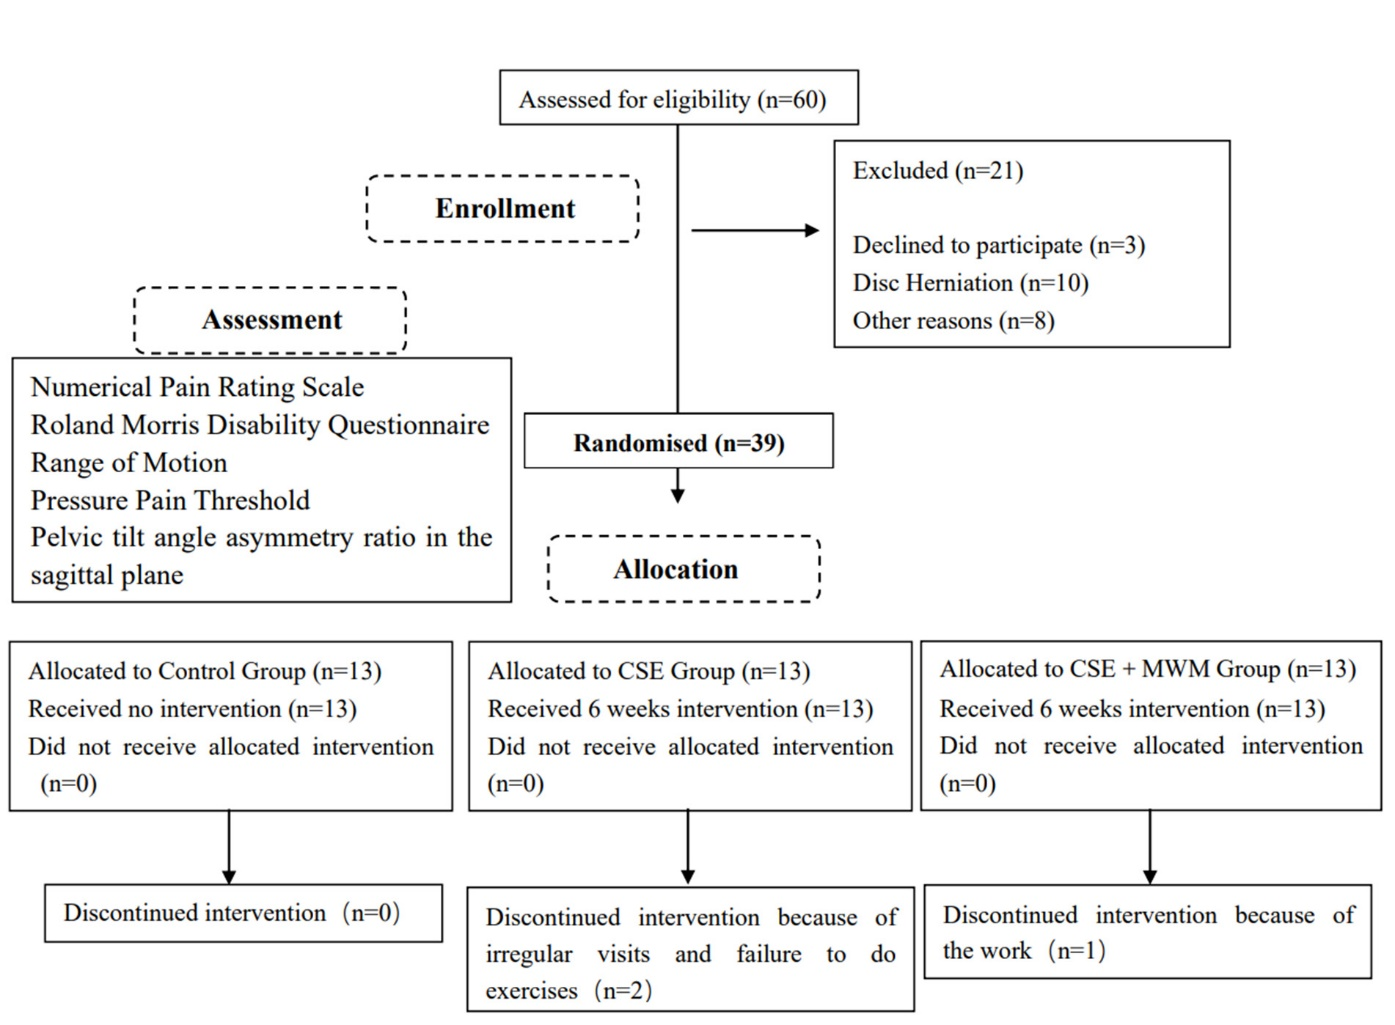 Assessed for eligibility (n=60)
Enrollment
Excluded (n=21)
Declined to participate (n=3)
Disc Herniation (n=10)
Other reasons (n=8)
Assessment
Numerical Pain Rating Scale
Roland Morris Disability Questionnaire
Range of Motion
Pressure Pain Threshold
Pelvic tilt angle asymmetry ratio in the
sagittal plane
Randomised (n=39)
Allocation
Allocated to Control Group (n=13)
Received no intervention (n=13)
Did not receive allocated intervention
(n=0)
Allocated to CSE Group (n=13)
Received 6 weeks intervention (n=13)
Did not receive allocated intervention
(n=0)
Allocated to CSE + MWM Group (n=13)
Received 6 weeks intervention (n=13)
Did not receive allocated intervention
(n=0)
Discontinued intervention（n=0）
Discontinued intervention because of
irregular visits and failure to do
exercises（n=2）
Discontinued intervention because of
the work（n=1）